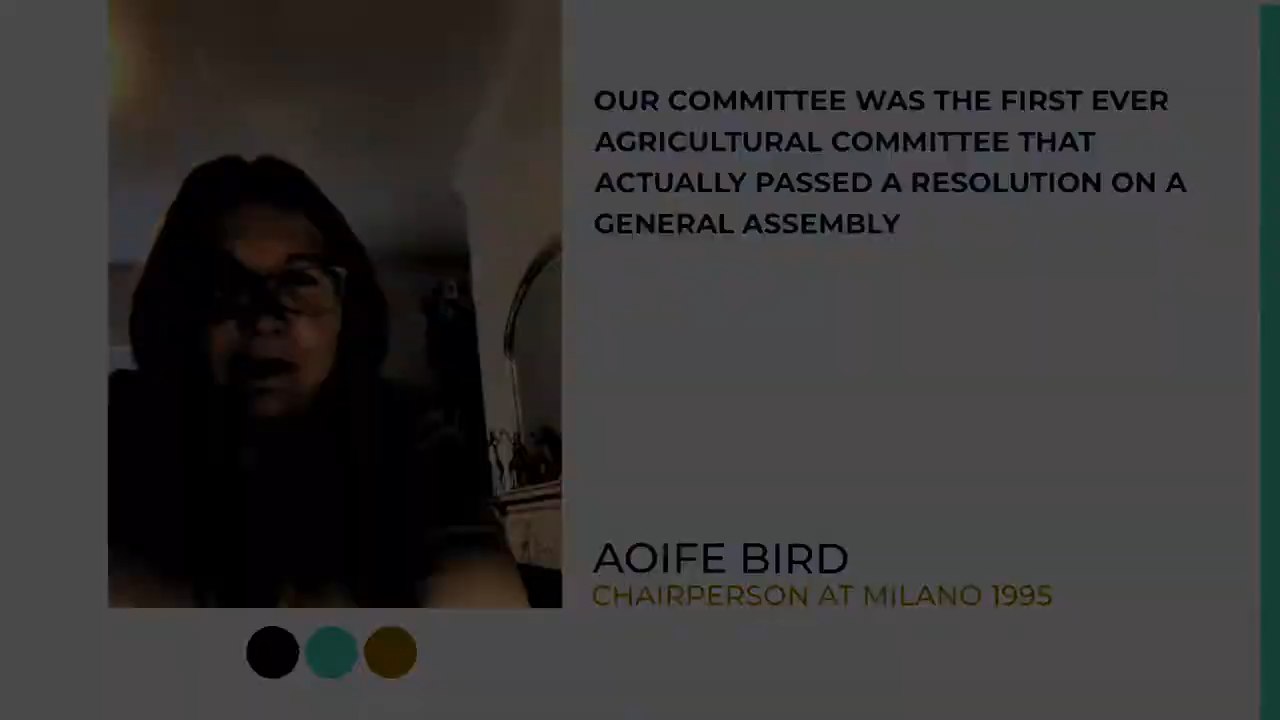 OUR COMMITTEE WAS THE FIRST EVER
AGRICULTURAL COMMITTEE THAT
ACTUALLY PASSED A RESOLUTION ON A
GENERAL ASSEMBLY
AOIFE BIRD
CHAIRPERSON AT MILANO 1995